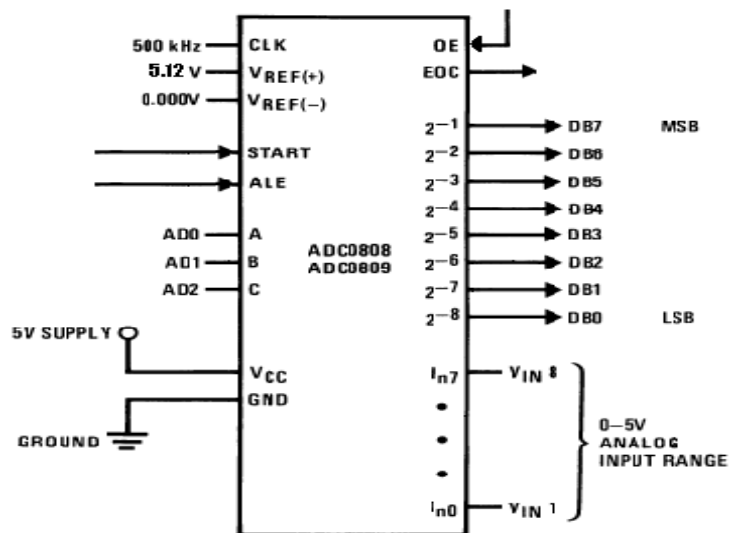 500 kHz
5.12 V
0.000V
CLK
VREF(+)
VREF(−)
START
ALE
AD0
AD1
AD2
A
B
C
5V SUPPLY
VCC
GND
GROUND
ADC0808
ADC0809
OE
EOC
2−1 DB7 MSB
2−2 DB6
2−3 DB5
2−4 DB4
2−5 DB3
2−6 DB2
2−7 DB1
2−8 DB0 LSB
In7 VIN 8
In0 VIN 1
0–5V
ANALOG
INPUT RANGE